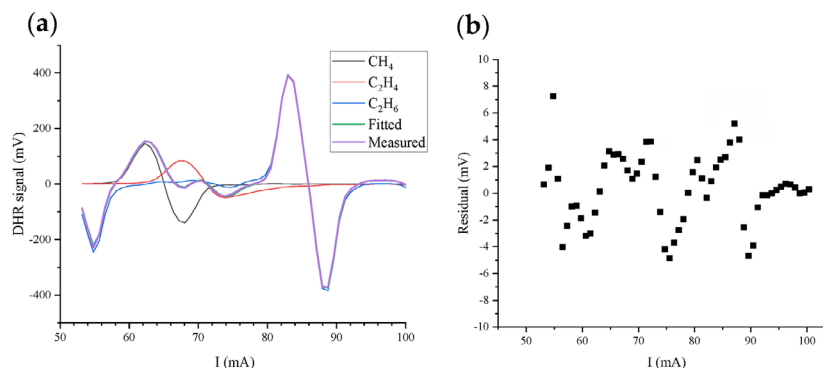 (a)
(b)
400
200
0
-200
-400
DHR signal (mV)
50
60
70
80
90
100
I (mA)
CH4
C2H4
C2H6
Fitted
Measured
10
8
6
4
2
0
-2
-4
-6
-8
-10
Residual (mV)
50
60
70
80
90
100
I (mA)